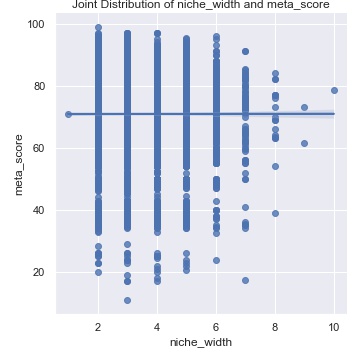 Joint Distribution of niche_width and meta_score
100
80
60
40
20
meta_score
2 4 6 8 10
niche_width